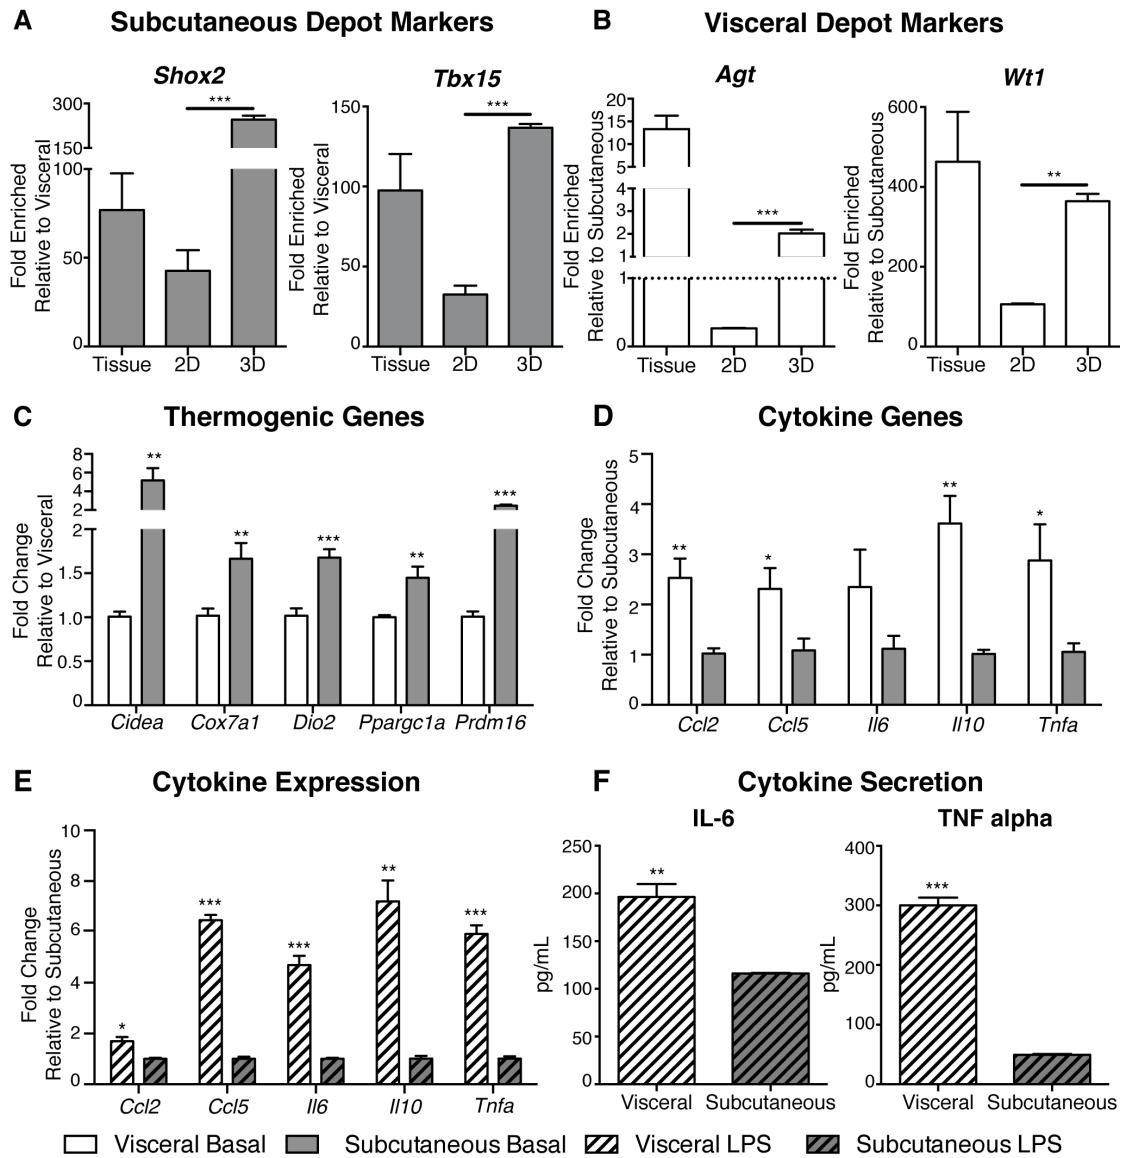 A Subcutaneous Depot Markers
Shox2
Fold Enriched
Relative to Visceral
300
150
100
50
0
***
Tissue 2D 3D
Tbx15
Fold Enriched
Relative to Visceral
150
100
50
0
***
Tissue 2D 3D
B Visceral Depot Markers
Agt
Fold Enriched
Relative to Subcutaneous
20
15
10
5
4
3
2
1
0
***
Tissue 2D 3D
Wt1
Fold Enriched
Relative to Subcutaneous
600
400
200
0
**
Tissue 2D 3D
C Thermogenic Genes
Fold Change
Relative to Visceral
8
6
4
2
2
1.5
1.0
0.5
0
** ** *** ** ***
Cidea Cox7a1 Dio2 Ppargc1a Prdm16
D Cytokine Genes
Fold Change
Relative to Subcutaneous
5
4
3
2
1
0
** * ** *
Ccl2 Ccl5 Il6 Il10 Tnfa
E Cytokine Expression
Fold Change
Relative to Subcutaneous
10
8
6
4
2
0
* *** *** ** ***
Ccl2 Ccl5 Il6 Il10 Tnfa
F Cytokine Secretion
IL-6
pg/mL
250
200
150
100
50
0
**
Visceral Subcutaneous
TNF alpha
pg/mL
400
300
200
100
0
***
Visceral Subcutaneous
Visceral Basal Subcutaneous Basal Visceral LPS Subcutaneous LPS